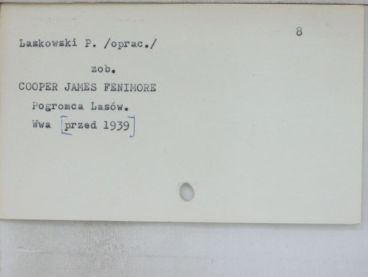 8
Laskowski P. /oprac./
zob.
COOPER JAMES FENIMORE
Pogromca Lasów.
Wwa [przed 1939]